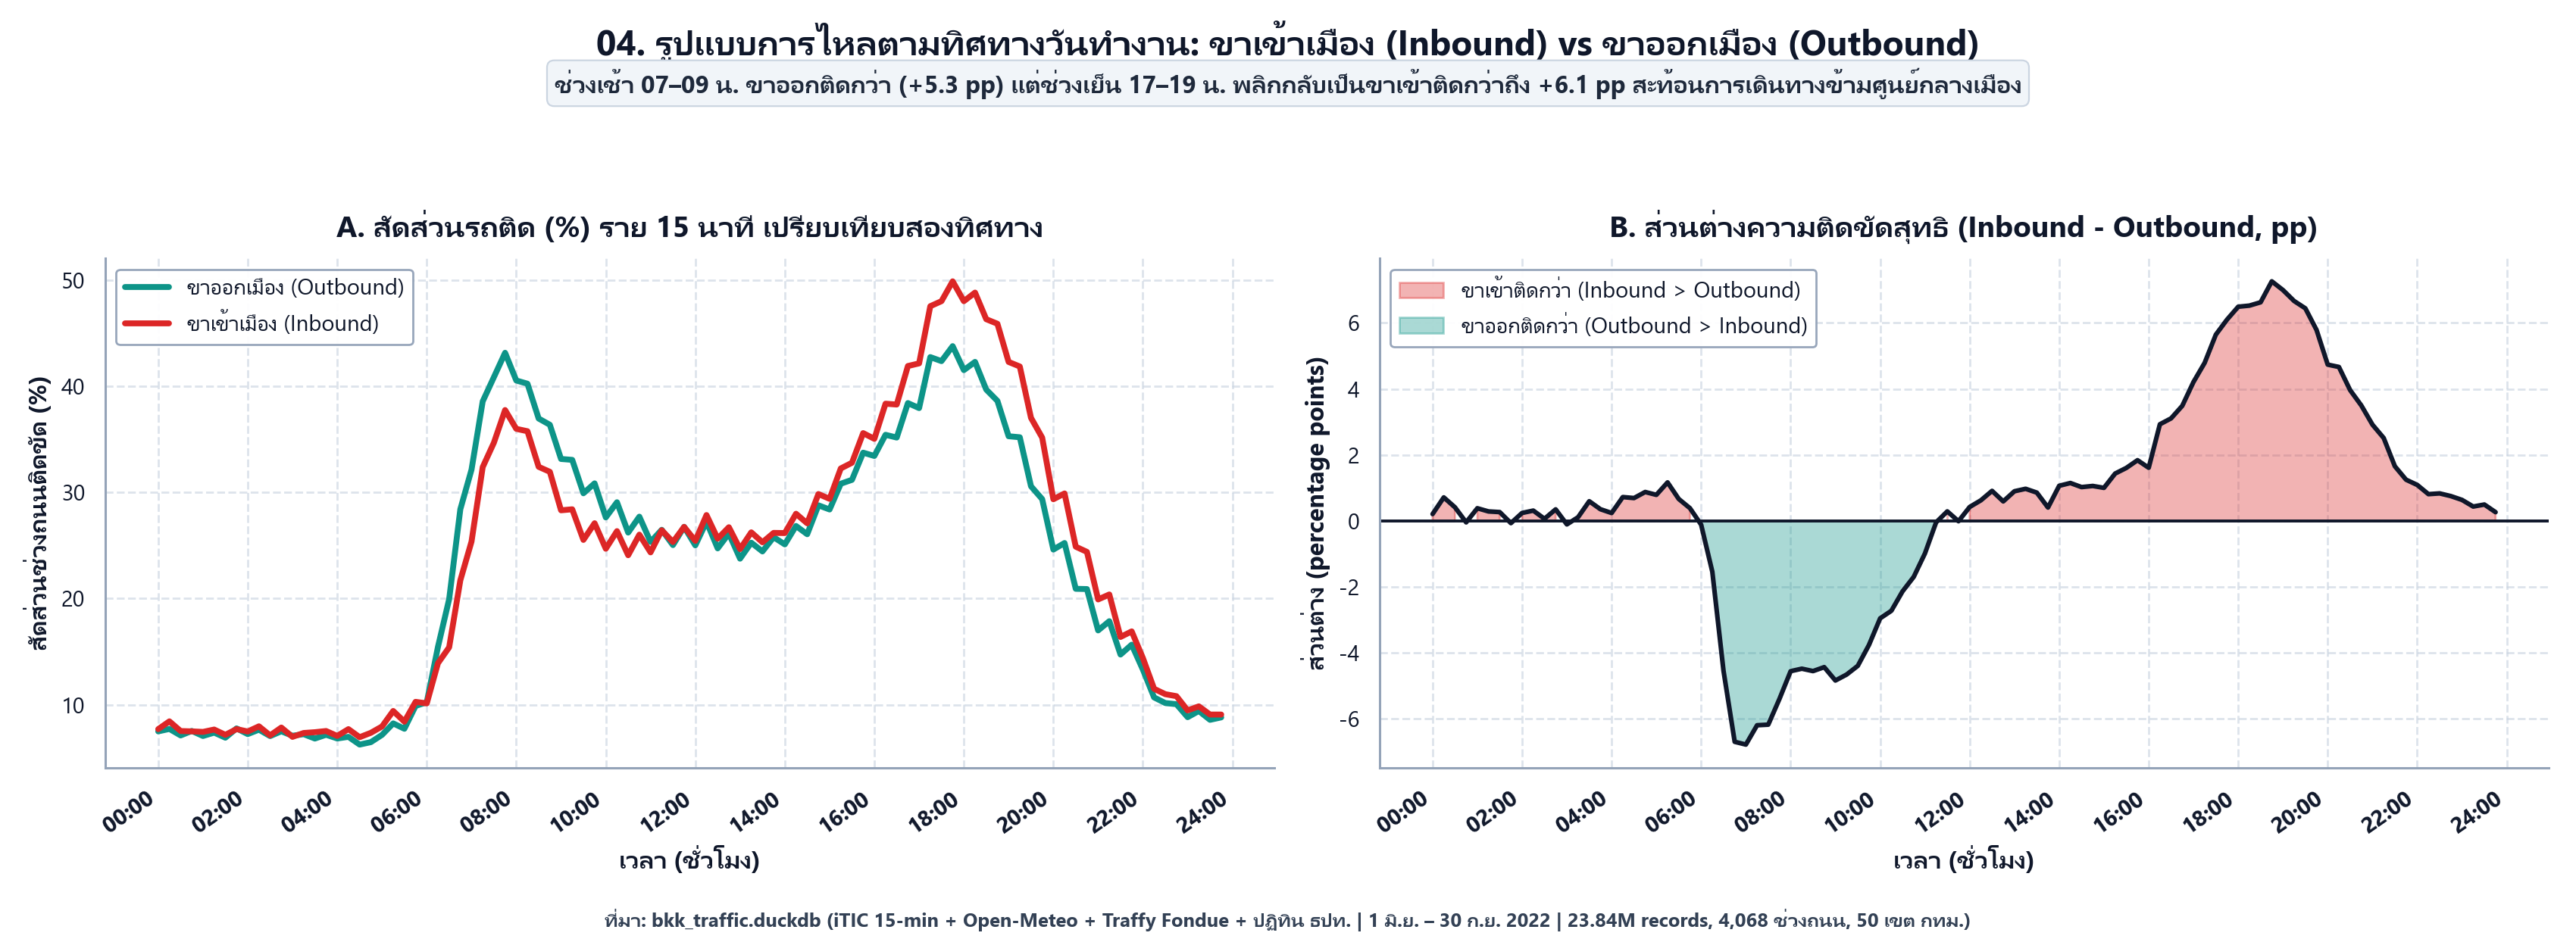 04. รูปแบบการไหลตามทิศทางวันทำงาน: ขาเข้าเมือง (Inbound) vs ขาออกเมือง (Outbound)
ช่วงเช้า 07–09 น. ขาออกติดกว่า (+5.3 pp) แต่ช่วงเย็น 17–19 น. พลิกกลับเป็นขาเข้าติดกว่าถึง +6.1 pp สะท้อนการเดินทางข้ามศูนย์กลางเมือง
A. สัดส่วนรถติด (%) ราย 15 นาที เปรียบเทียบสองทิศทาง
ขาออกเมือง (Outbound)
ขาเข้าเมือง (Inbound)
สัดส่วนช่วงถนนติดขัด (%)
50
40
30
20
10
00:00 02:00 04:00 06:00 08:00 10:00 12:00 14:00 16:00 18:00 20:00 22:00 24:00
เวลา (ชั่วโมง)
B. ส่วนต่างความติดขัดสุทธิ (Inbound - Outbound, pp)
ขาเข้าติดกว่า (Inbound > Outbound)
ขาออกติดกว่า (Outbound > Inbound)
ส่วนต่าง (percentage points)
6
4
2
0
-2
-4
-6
00:00 02:00 04:00 06:00 08:00 10:00 12:00 14:00 16:00 18:00 20:00 22:00 24:00
เวลา (ชั่วโมง)
ที่มา: bkk_traffic.duckdb (iTIC 15-min + Open-Meteo + Traffy Fondue + ปฏิทิน ธปท. | 1 มิ.ย. – 30 ก.ย. 2022 | 23.84M records, 4,068 ช่วงถนน, 50 เขต กทม.)